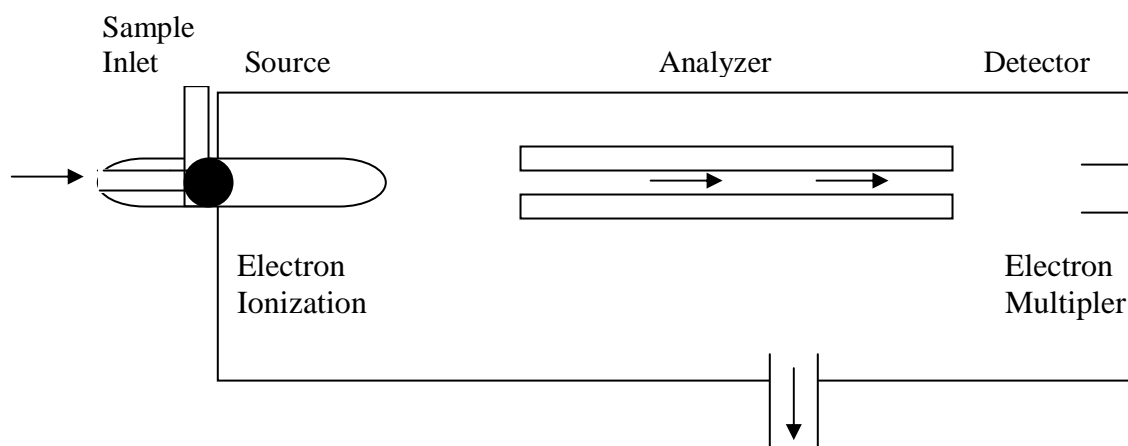 Sample
Inlet
Source
Analyzer
Detector
Electron
Ionization
Electron
Multipler